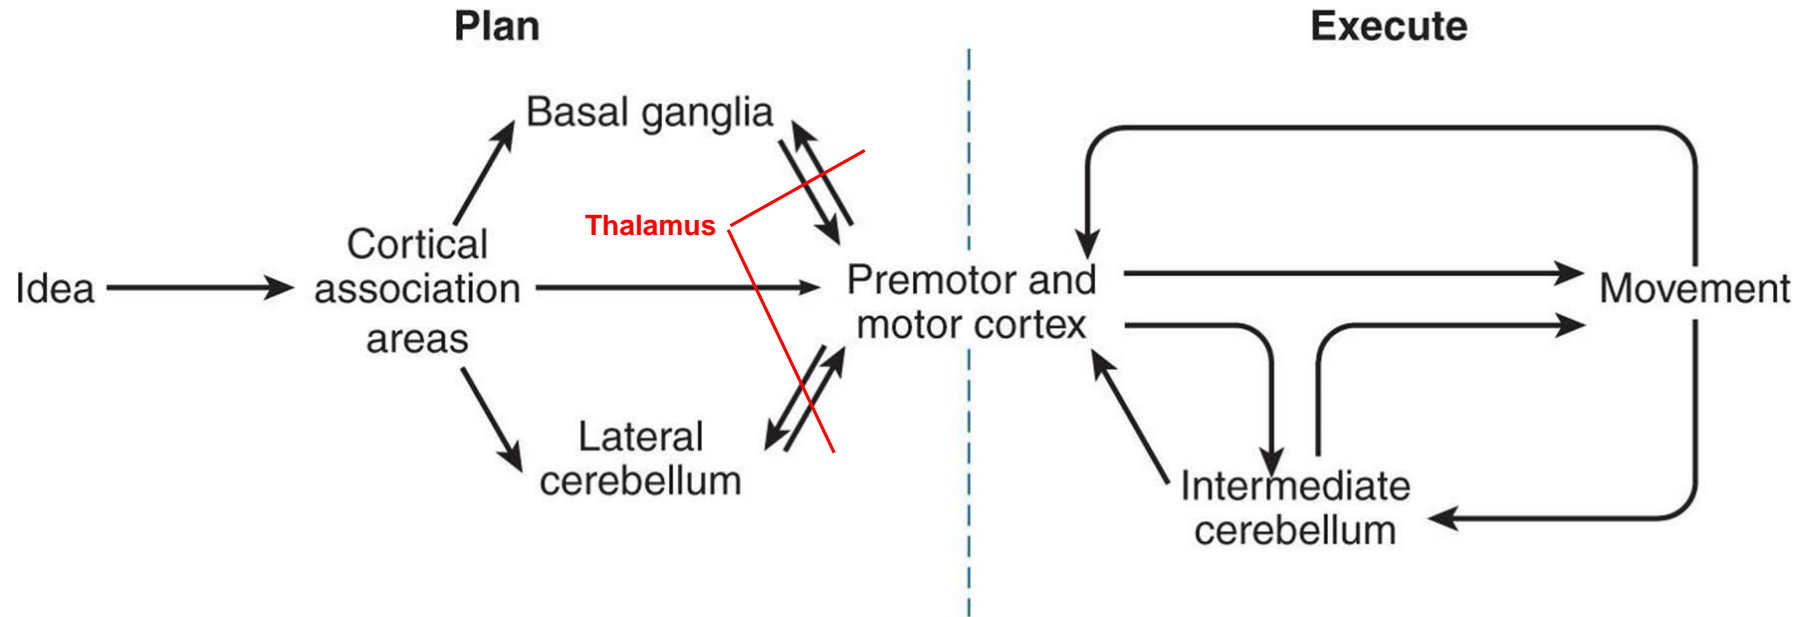 Plan
Execute
Basal ganglia
Thalamus
Idea
Cortical
association
areas
Premotor and
motor cortex
Movement
Lateral
cerebellum
Intermediate
cerebellum